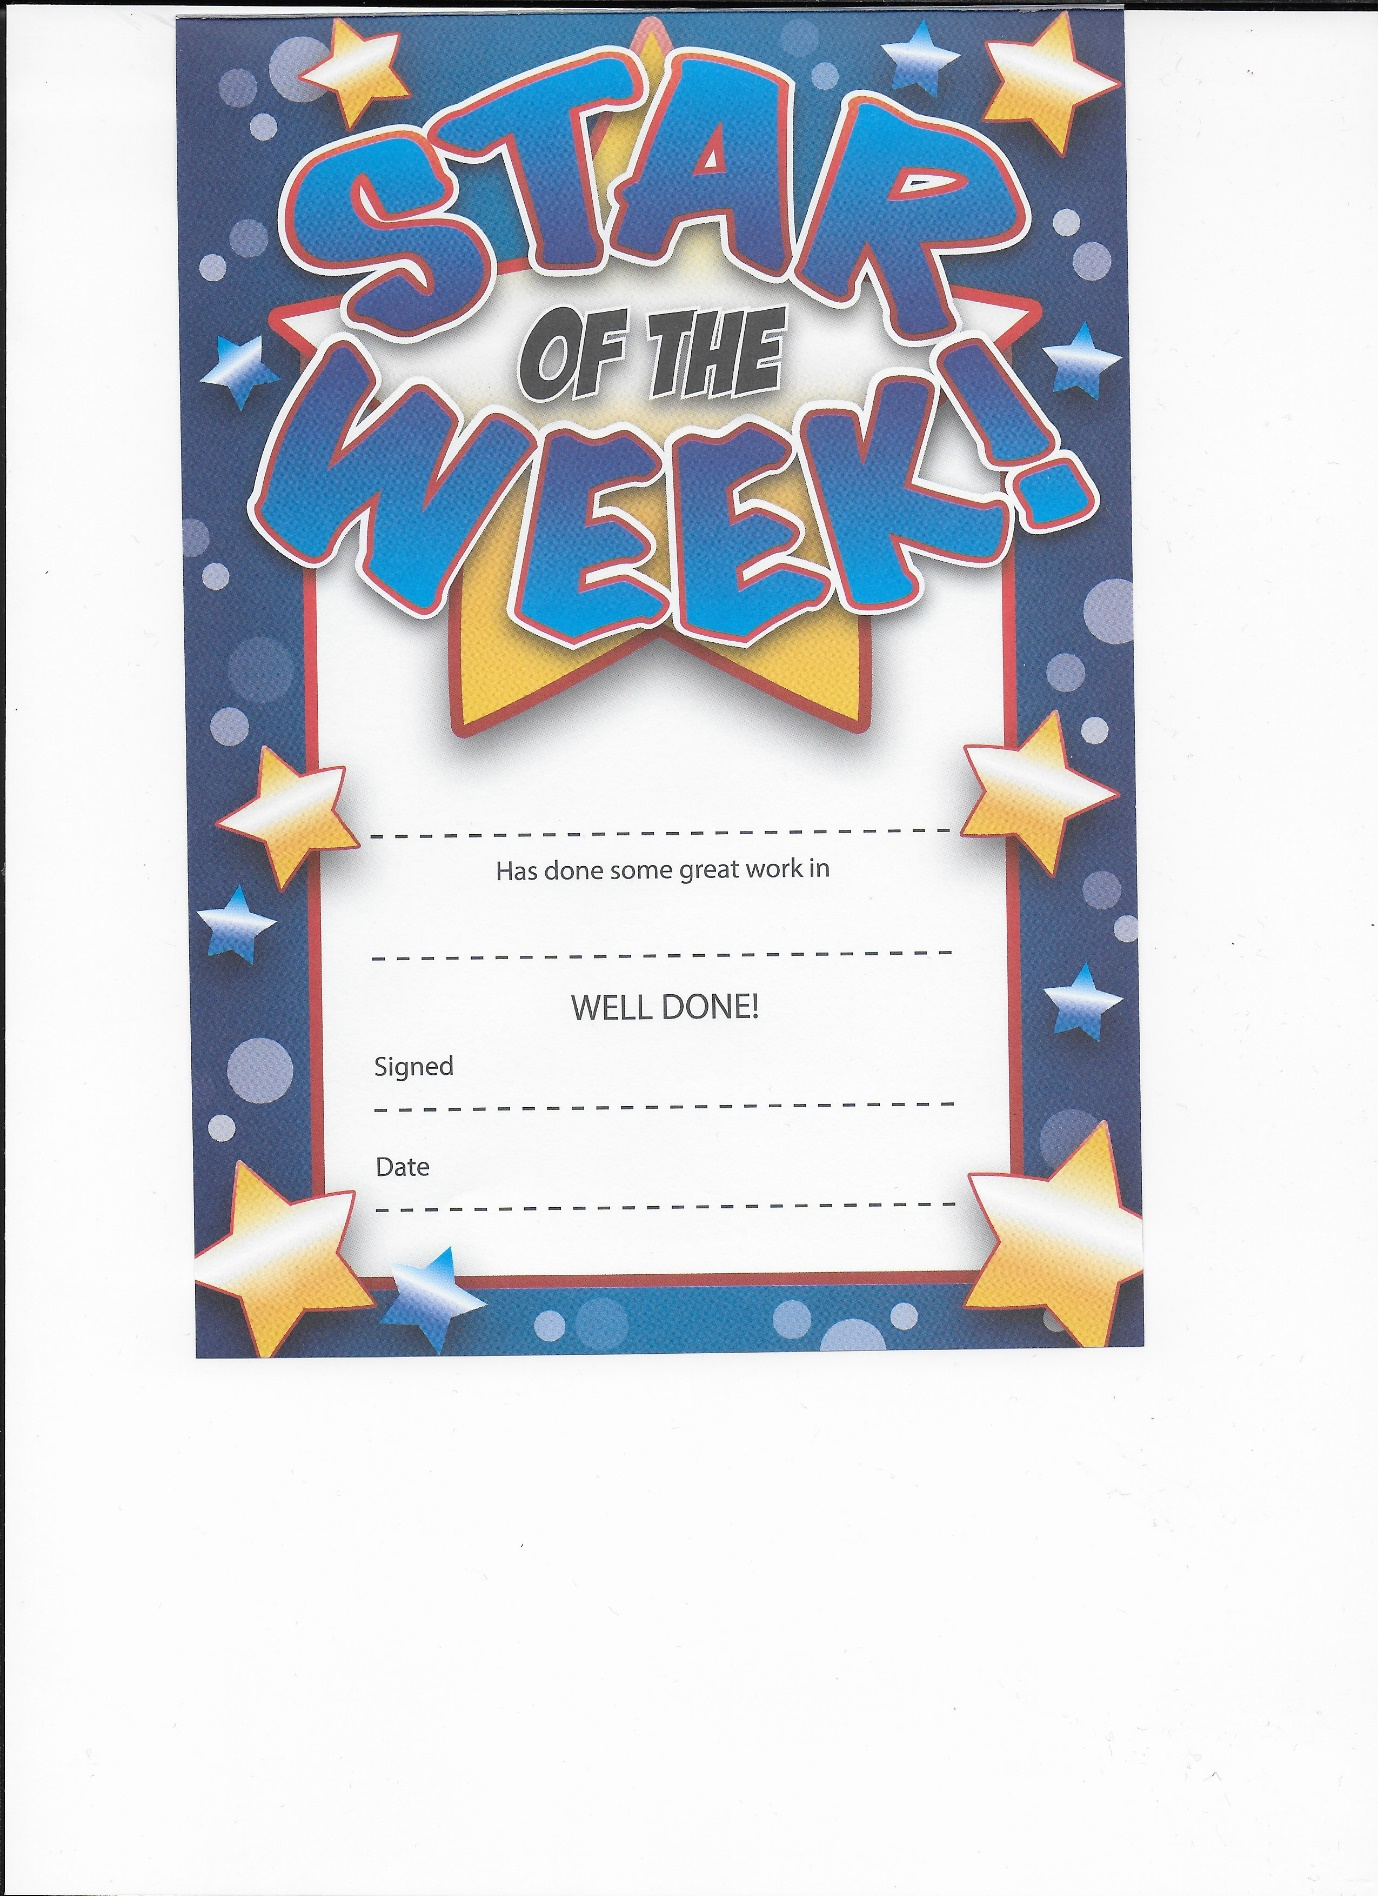 STAR
OF THE
WEEK!
Has done some great work in
WELL DONE!
Signed
Date